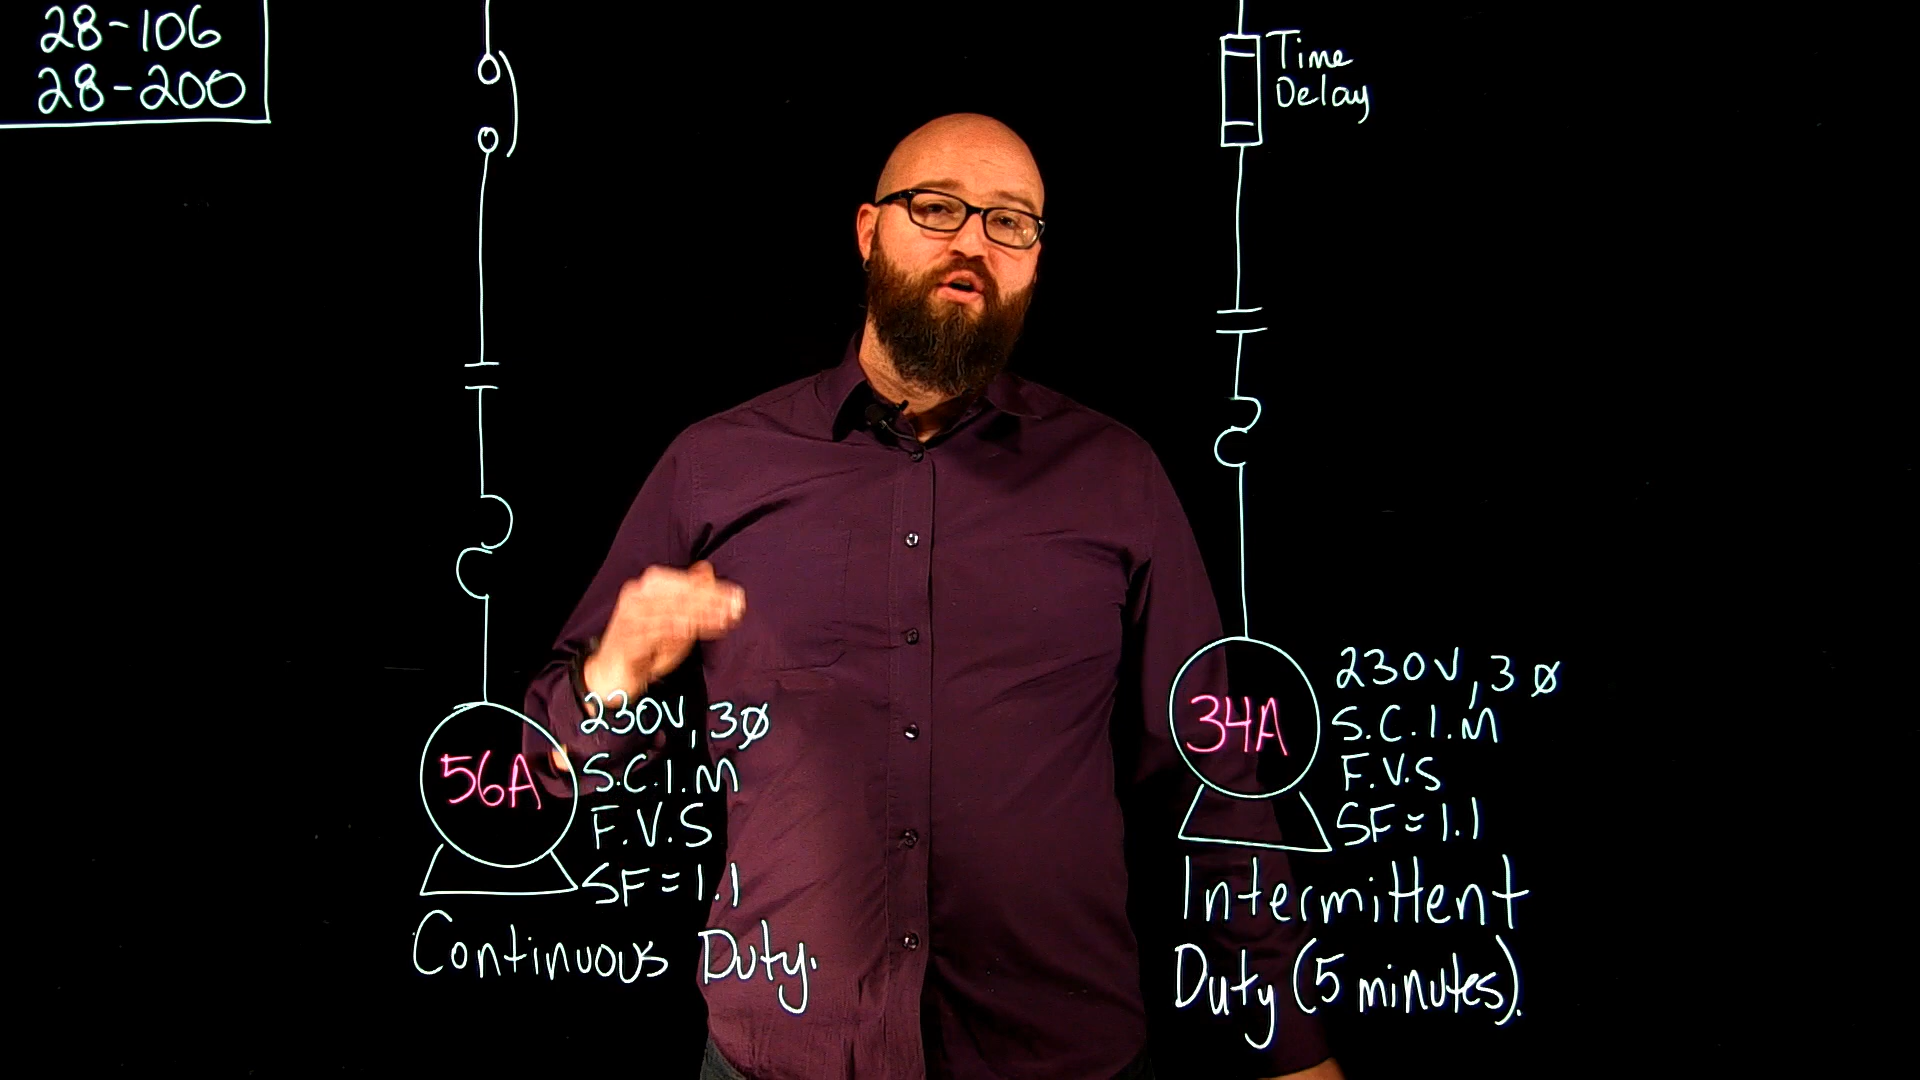 28-106
28-200
Time
Delay
56A
230V, 3Ø
S.C.I.M
F.V.S
SF = 1.1
Continuous Duty.
34A
230V, 3Ø
S.C.I.M
F.V.S
SF = 1.1
Intermittent
Duty (5 minutes).